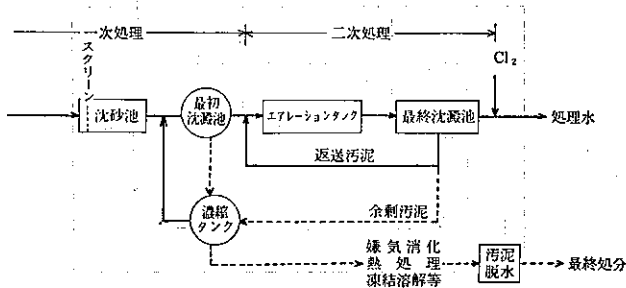 一次処理
二次処理
スクリーン
Cl₂
沈砂池
最初
沈澱池
エアレーションタンク
最終沈澱池
処理水
返送汚泥
濃縮
タンク
余剰汚泥
嫌気消化
熱処理
凍結溶解等
汚泥
脱水
最終処分